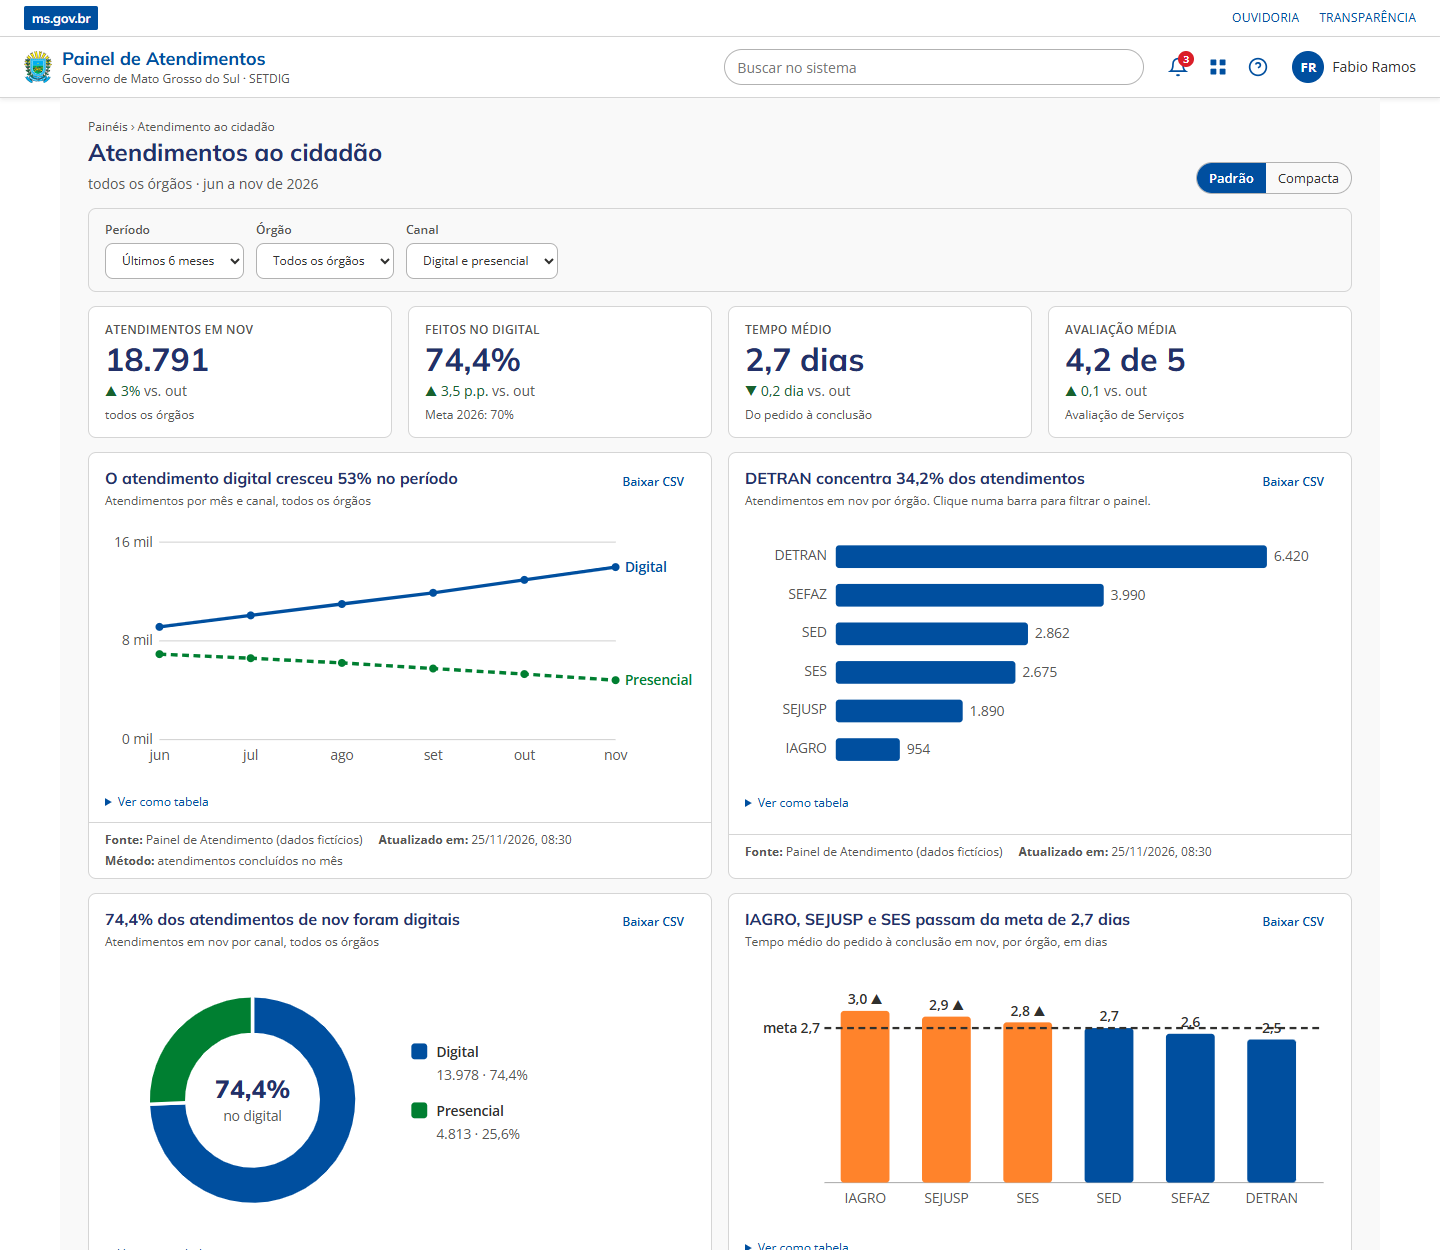 ms.gov.br
OUVIDORIA TRANSPARÊNCIA
Painel de Atendimentos
Governo de Mato Grosso do Sul · SETDIG
Buscar no sistema
3
FR Fabio Ramos
Painéis › Atendimento ao cidadão
Atendimentos ao cidadão
todos os órgãos · jun a nov de 2026
Padrão Compacta
Período Órgão Canal
Últimos 6 meses Todos os órgãos Digital e presencial
ATENDIMENTOS EM NOV
18.791
▲ 3% vs. out
todos os órgãos
FEITOS NO DIGITAL
74,4%
▲ 3,5 p.p. vs. out
Meta 2026: 70%
TEMPO MÉDIO
2,7 dias
▼ 0,2 dia vs. out
Do pedido à conclusão
AVALIAÇÃO MÉDIA
4,2 de 5
▲ 0,1 vs. out
Avaliação de Serviços
O atendimento digital cresceu 53% no período
Baixar CSV
Atendimentos por mês e canal, todos os órgãos
16 mil
Digital
8 mil
Presencial
0 mil
jun jul ago set out nov
▶ Ver como tabela
Fonte: Painel de Atendimento (dados fictícios) Atualizado em: 25/11/2026, 08:30
Método: atendimentos concluídos no mês
DETRAN concentra 34,2% dos atendimentos
Baixar CSV
Atendimentos em nov por órgão. Clique numa barra para filtrar o painel.
DETRAN 6.420
SEFAZ 3.990
SED 2.862
SES 2.675
SEJUSP 1.890
IAGRO 954
▶ Ver como tabela
Fonte: Painel de Atendimento (dados fictícios) Atualizado em: 25/11/2026, 08:30
74,4% dos atendimentos de nov foram digitais
Baixar CSV
Atendimentos em nov por canal, todos os órgãos
74,4%
no digital
Digital
13.978 · 74,4%
Presencial
4.813 · 25,6%
IAGRO, SEJUSP e SES passam da meta de 2,7 dias
Baixar CSV
Tempo médio do pedido à conclusão em nov, por órgão, em dias
3,0 ▲ 2,9 ▲ 2,8 ▲ 2,7 2,6 2,5
meta 2,7
IAGRO SEJUSP SES SED SEFAZ DETRAN
▶ Ver como tabela